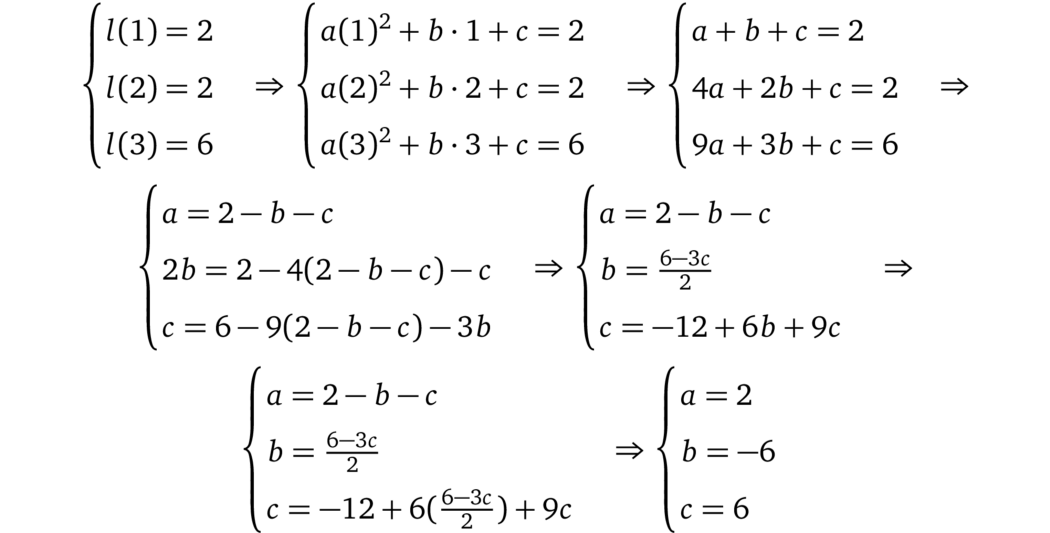 { l(1) = 2 ⇒ { a(1)² + b · 1 + c = 2 ⇒ { a + b + c = 2 ⇒
l(2) = 2 a(2)² + b · 2 + c = 2 4a + 2b + c = 2
l(3) = 6 a(3)² + b · 3 + c = 6 9a + 3b + c = 6
{ a = 2 − b − c ⇒ { a = 2 − b − c ⇒
2b = 2 − 4(2 − b − c) − c b = (6−3c)/2
c = 6 − 9(2 − b − c) − 3b c = −12 + 6b + 9c
{ a = 2 − b − c ⇒ { a = 2
b = (6−3c)/2 b = −6
c = −12 + 6((6−3c)/2) + 9c c = 6